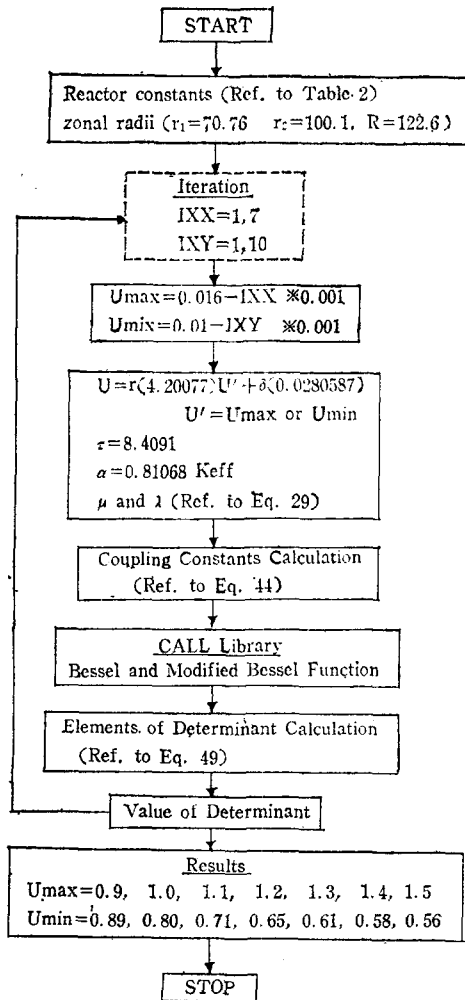 START
Reactor constants (Ref. to Table 2)
zonal radii (r₁=70.76 r₂=100.1, R=122.6)
Iteration
IXX=1,7
IXY=1,10
Umax=0.016−IXX ※0.001
Umix=0.01−IXY ※0.001
U=r(4.20077)U'+δ(0.0280587)
U'=Umax or Umin
τ=8.4091
α=0.81068 Keff
μ and λ (Ref. to Eq. 29)
Coupling Constants Calculation
(Ref. to Eq. 44)
CALL Library
Bessel and Modified Bessel Function
Elements of Determinant Calculation
(Ref. to Eq. 49)
Value of Determinant
Results
Umax=0.9, 1.0, 1.1, 1.2, 1.3, 1.4, 1.5
Umin=0.89, 0.80, 0.71, 0.65, 0.61, 0.58, 0.56
STOP